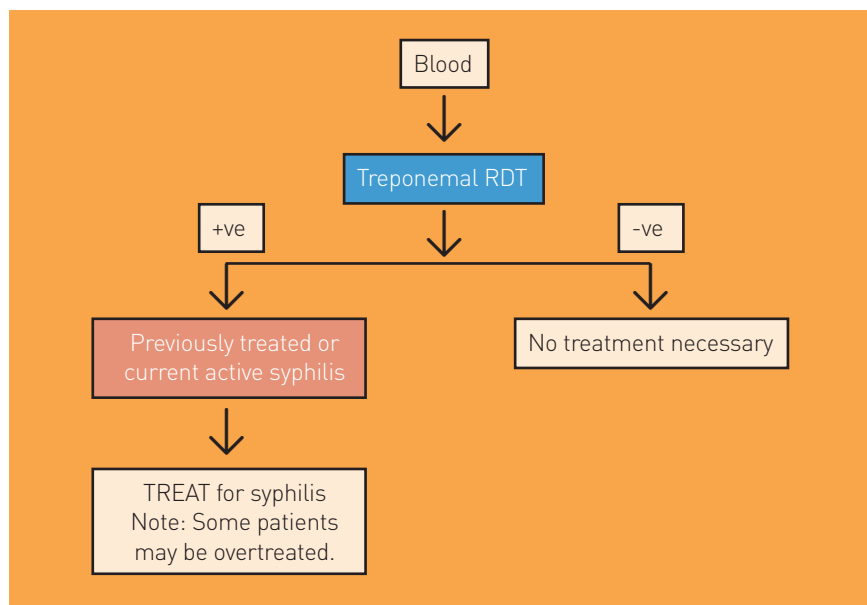 Blood
Treponemal RDT
+ve
-ve
Previously treated or
current active syphilis
No treatment necessary
TREAT for syphilis
Note: Some patients
may be overtreated.